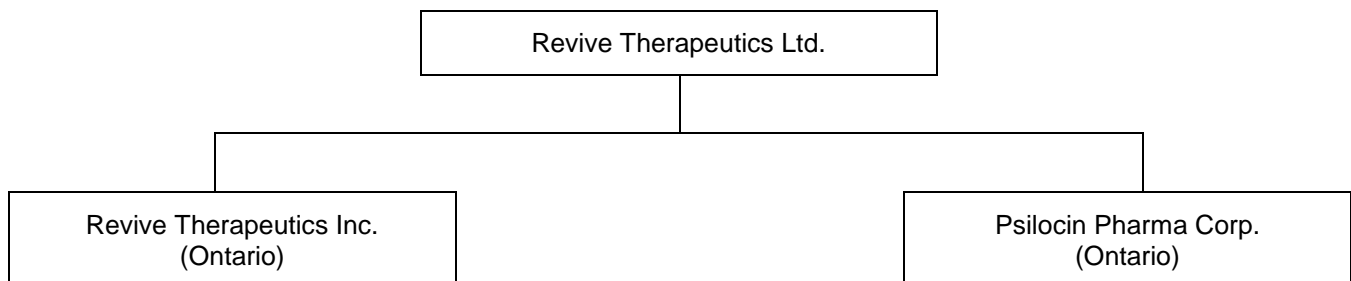 Revive Therapeutics Ltd.
Revive Therapeutics Inc.
(Ontario)
Psilocin Pharma Corp.
(Ontario)